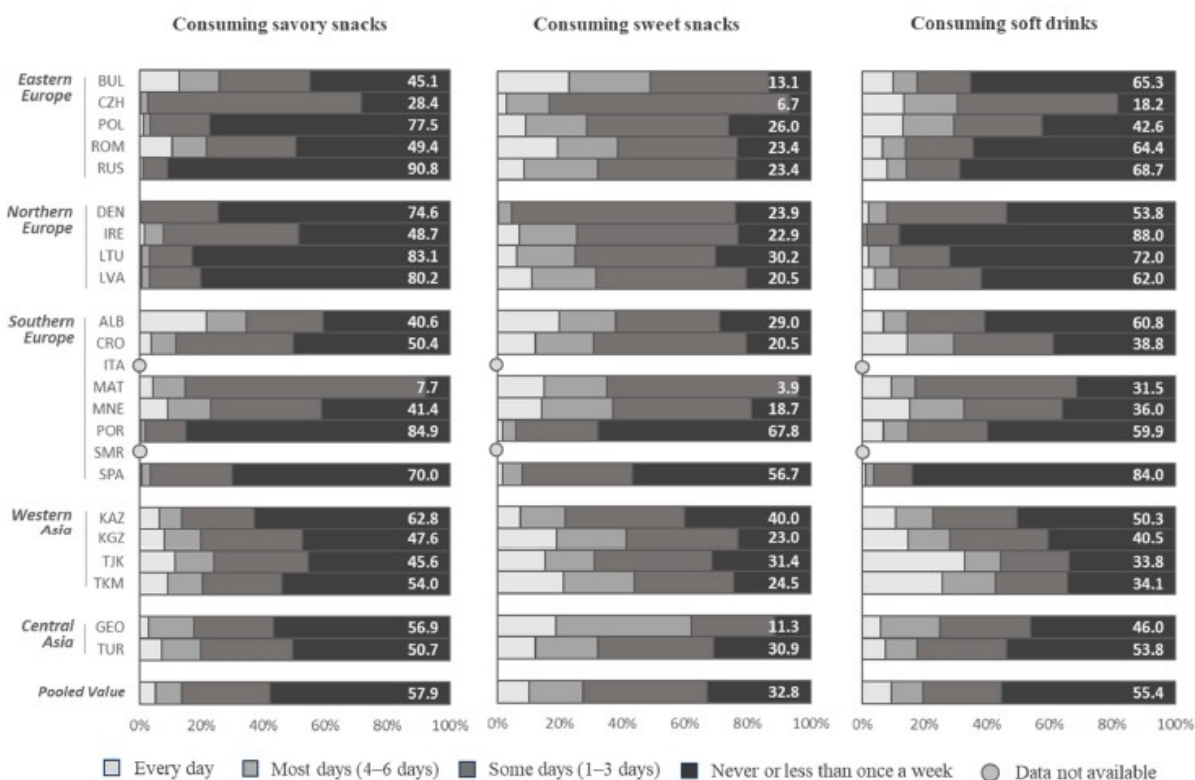 Consuming savory snacks Consuming sweet snacks Consuming soft drinks
Eastern Europe
BUL 45.1 13.1 65.3
CZH 28.4 6.7 18.2
POL 77.5 26.0 42.6
ROM 49.4 23.4 64.4
RUS 90.8 23.4 68.7
Northern Europe
DEN 74.6 23.9 53.8
IRE 48.7 22.9 88.0
LTU 83.1 30.2 72.0
LVA 80.2 20.5 62.0
Southern Europe
ALB 40.6 29.0 60.8
CRO 50.4 20.5 38.8
ITA
MAT 7.7 3.9 31.5
MNE 41.4 18.7 36.0
POR 84.9 67.8 59.9
SMR
SPA 70.0 56.7 84.0
Western Asia
KAZ 62.8 40.0 50.3
KGZ 47.6 23.0 40.5
TJK 45.6 31.4 33.8
TKM 54.0 24.5 34.1
Central Asia
GEO 56.9 11.3 46.0
TUR 50.7 30.9 53.8
Pooled Value 57.9 32.8 55.4
0% 20% 40% 60% 80% 100% 0% 20% 40% 60% 80% 100% 0% 20% 40% 60% 80% 100%
Every day Most days (4–6 days) Some days (1–3 days) Never or less than once a week Data not available